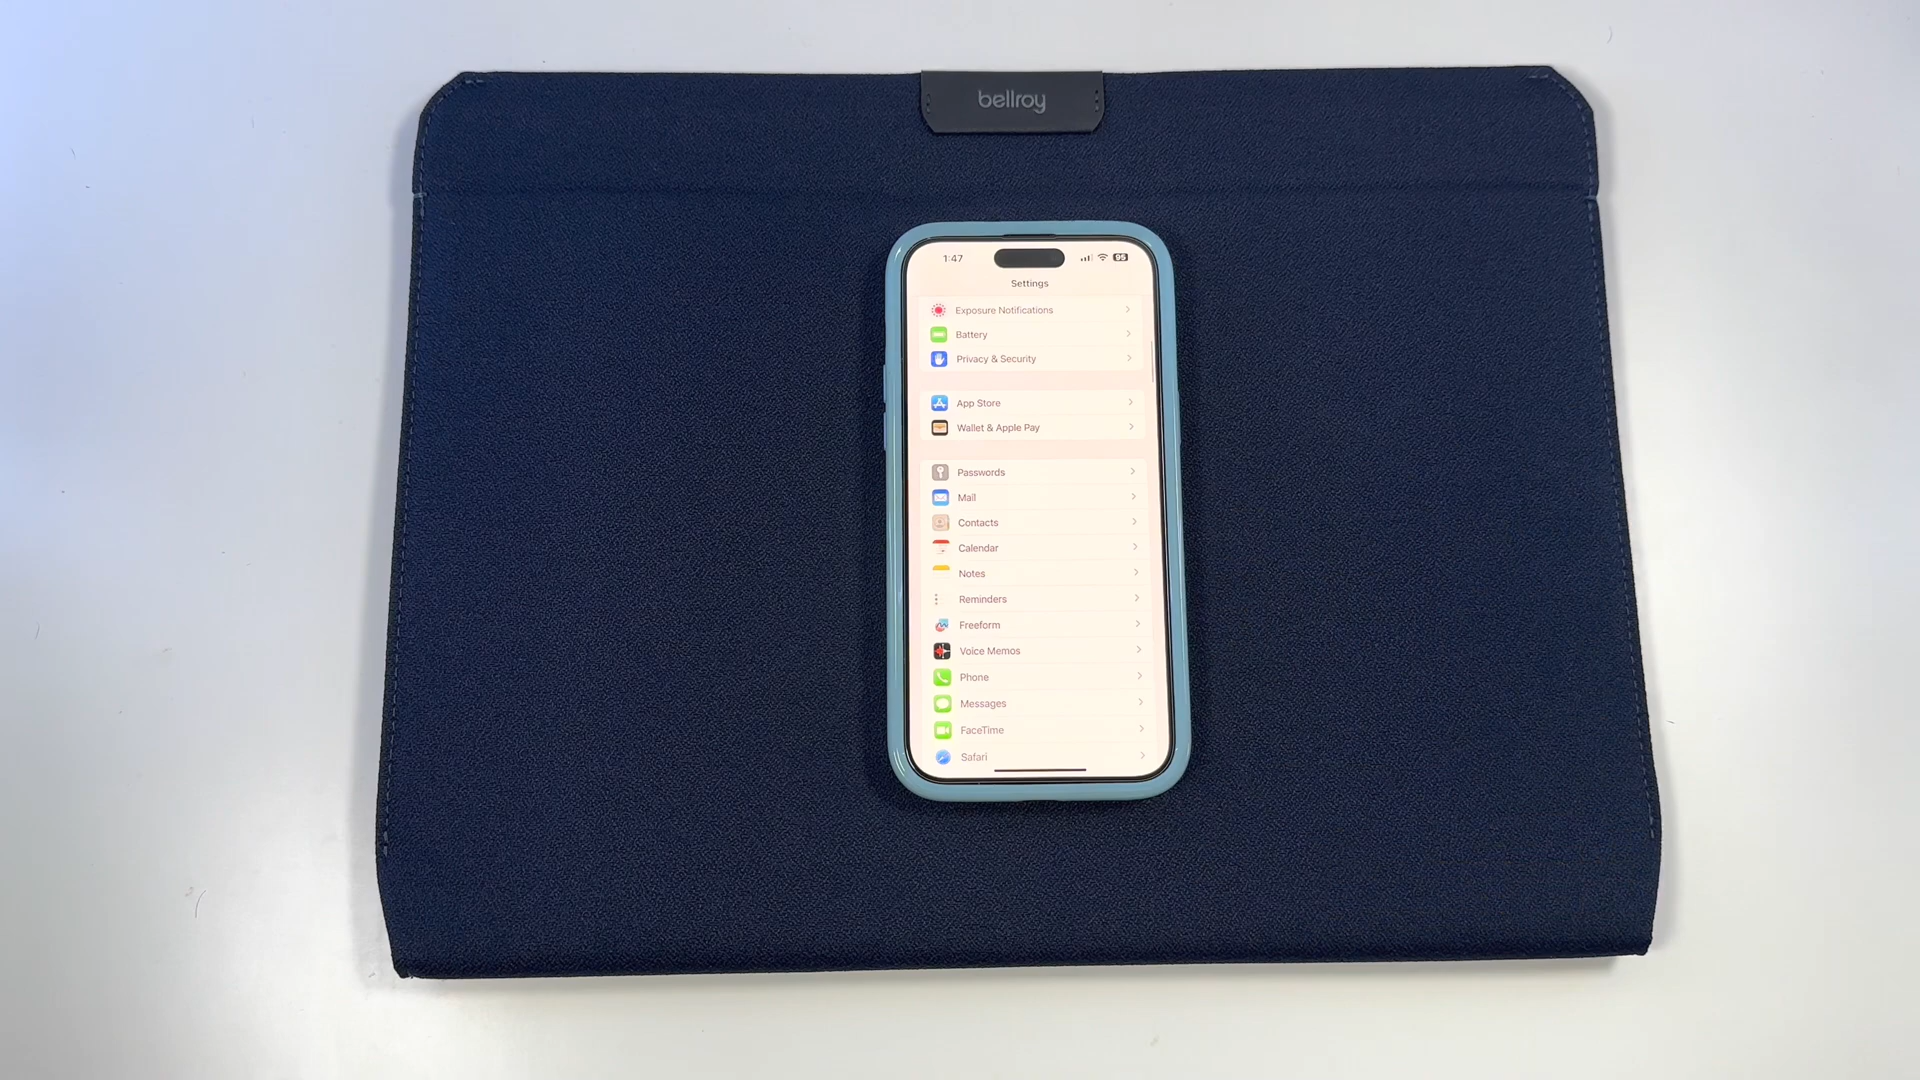 bellroy
1:47
95
Settings
Exposure Notifications
Battery
Privacy & Security
App Store
Wallet & Apple Pay
Passwords
Mail
Contacts
Calendar
Notes
Reminders
Freeform
Voice Memos
Phone
Messages
FaceTime
Safari